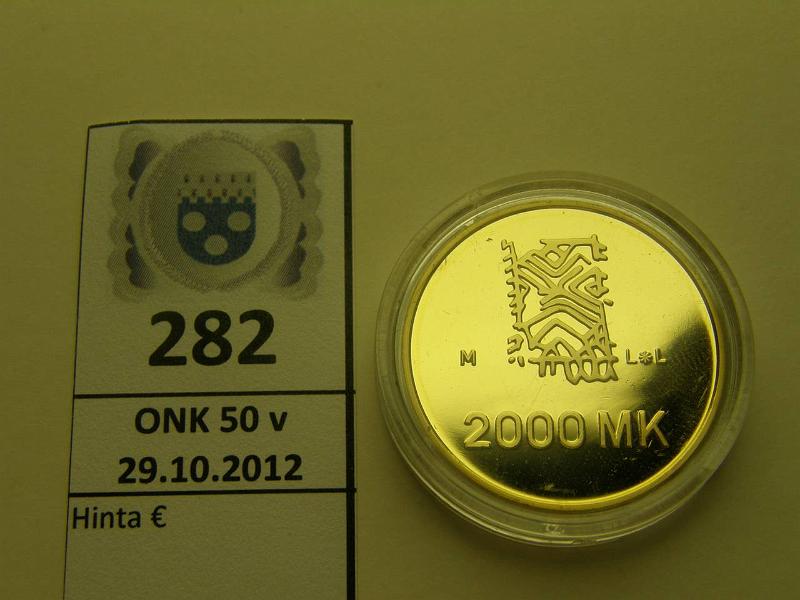 282
ONK 50 v
29.10.2012
Hinta €
M L*L
2000 MK